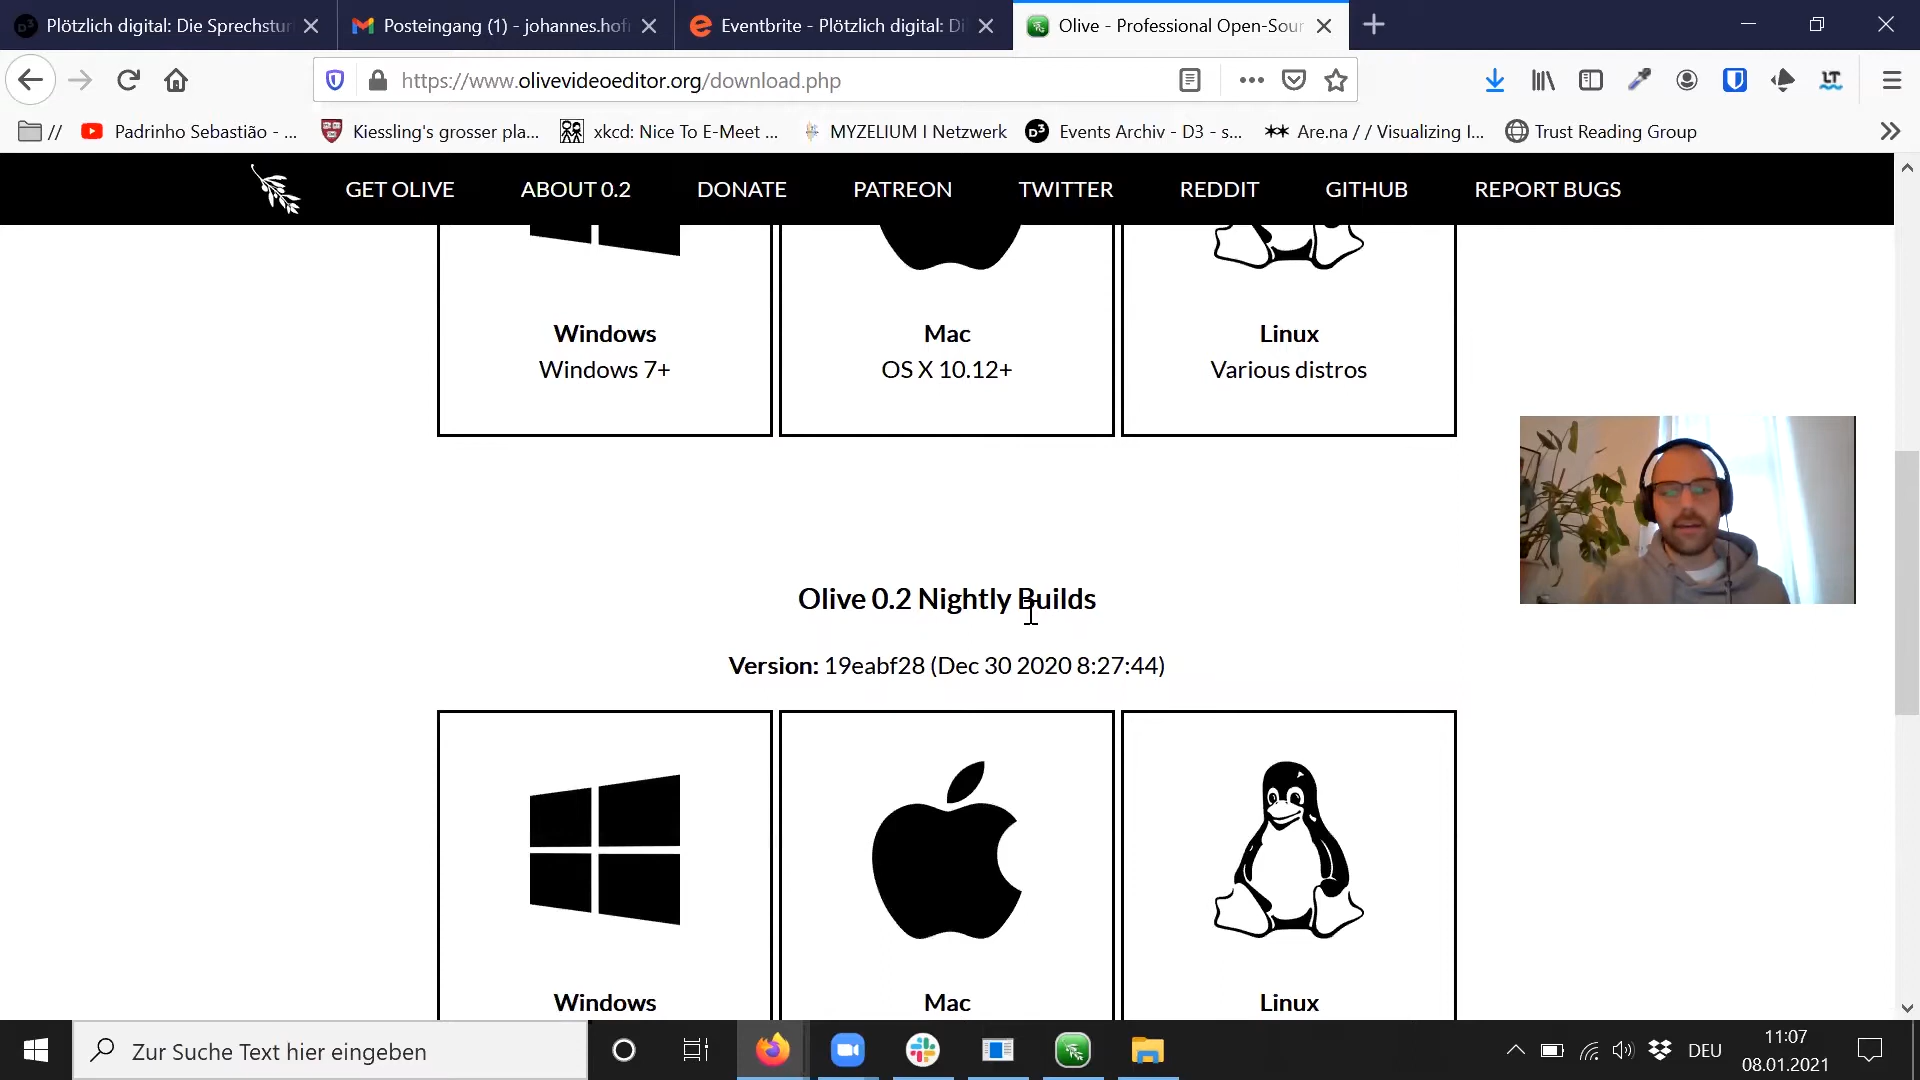 Plötzlich digital: Die Sprechstun
Posteingang (1) - johannes.hofr
Eventbrite - Plötzlich digital: Di
Olive - Professional Open-Sour
https://www.olivevideoeditor.org/download.php
//
Padrinho Sebastião - ...
Kiessling's grosser pla...
xkcd: Nice To E-Meet ...
MYZELIUM I Netzwerk
Events Archiv - D3 - s...
Are.na / / Visualizing I...
Trust Reading Group
GET OLIVE
ABOUT 0.2
DONATE
PATREON
TWITTER
REDDIT
GITHUB
REPORT BUGS
Windows
Windows 7+
Mac
OS X 10.12+
Linux
Various distros
Olive 0.2 Nightly Builds
Version: 19eabf28 (Dec 30 2020 8:27:44)
Windows
Mac
Linux
Zur Suche Text hier eingeben
DEU
11:07
08.01.2021